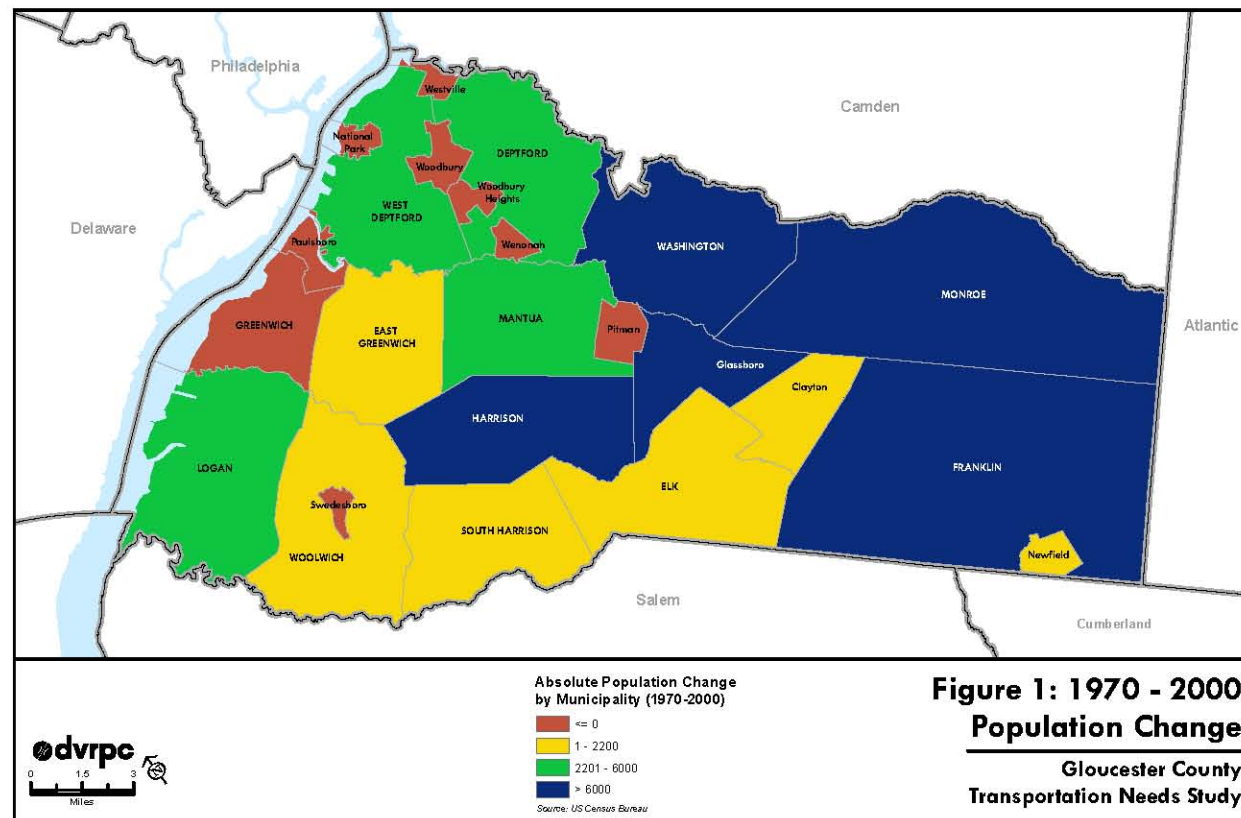 Philadelphia
Camden
Delaware
Atlantic
Salem
Cumberland
Westville
National
Park
Woodbury
DEPTFORD
Woodbury
Heights
WEST
DEPTFORD
Wenonah
Paulsboro
WASHINGTON
MONROE
GREENWICH
EAST
GREENWICH
MANTUA
Pitman
Glassboro
Clayton
HARRISON
LOGAN
FRANKLIN
ELK
Swedesboro
SOUTH HARRISON
WOOLWICH
Newfield
Absolute Population Change
by Municipality (1970-2000)
<= 0
1 - 2200
2201 - 6000
> 6000
Source: US Census Bureau
dvrpc
0 1.5 3
Miles
Figure 1: 1970 - 2000
Population Change
Gloucester County
Transportation Needs Study